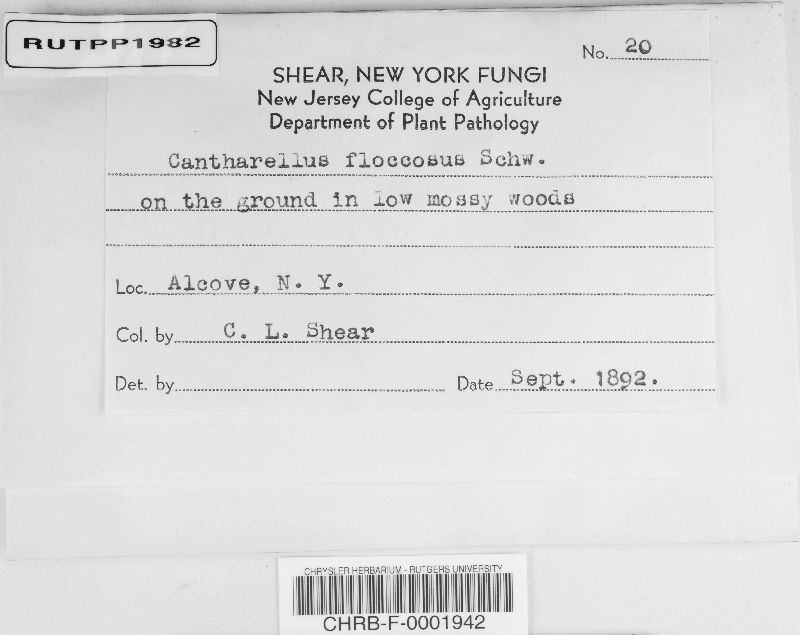 RUTPP1982
No. 20
SHEAR, NEW YORK FUNGI
New Jersey College of Agriculture
Department of Plant Pathology
Cantharellus floccosus Schw.
on the ground in low mossy woods
Loc. Alcove, N. Y.
Col. by C. L. Shear
Det. by Date Sept. 1892.
CHRYSLER HERBARIUM - RUTGERS UNIVERSITY
CHRB-F-0001942